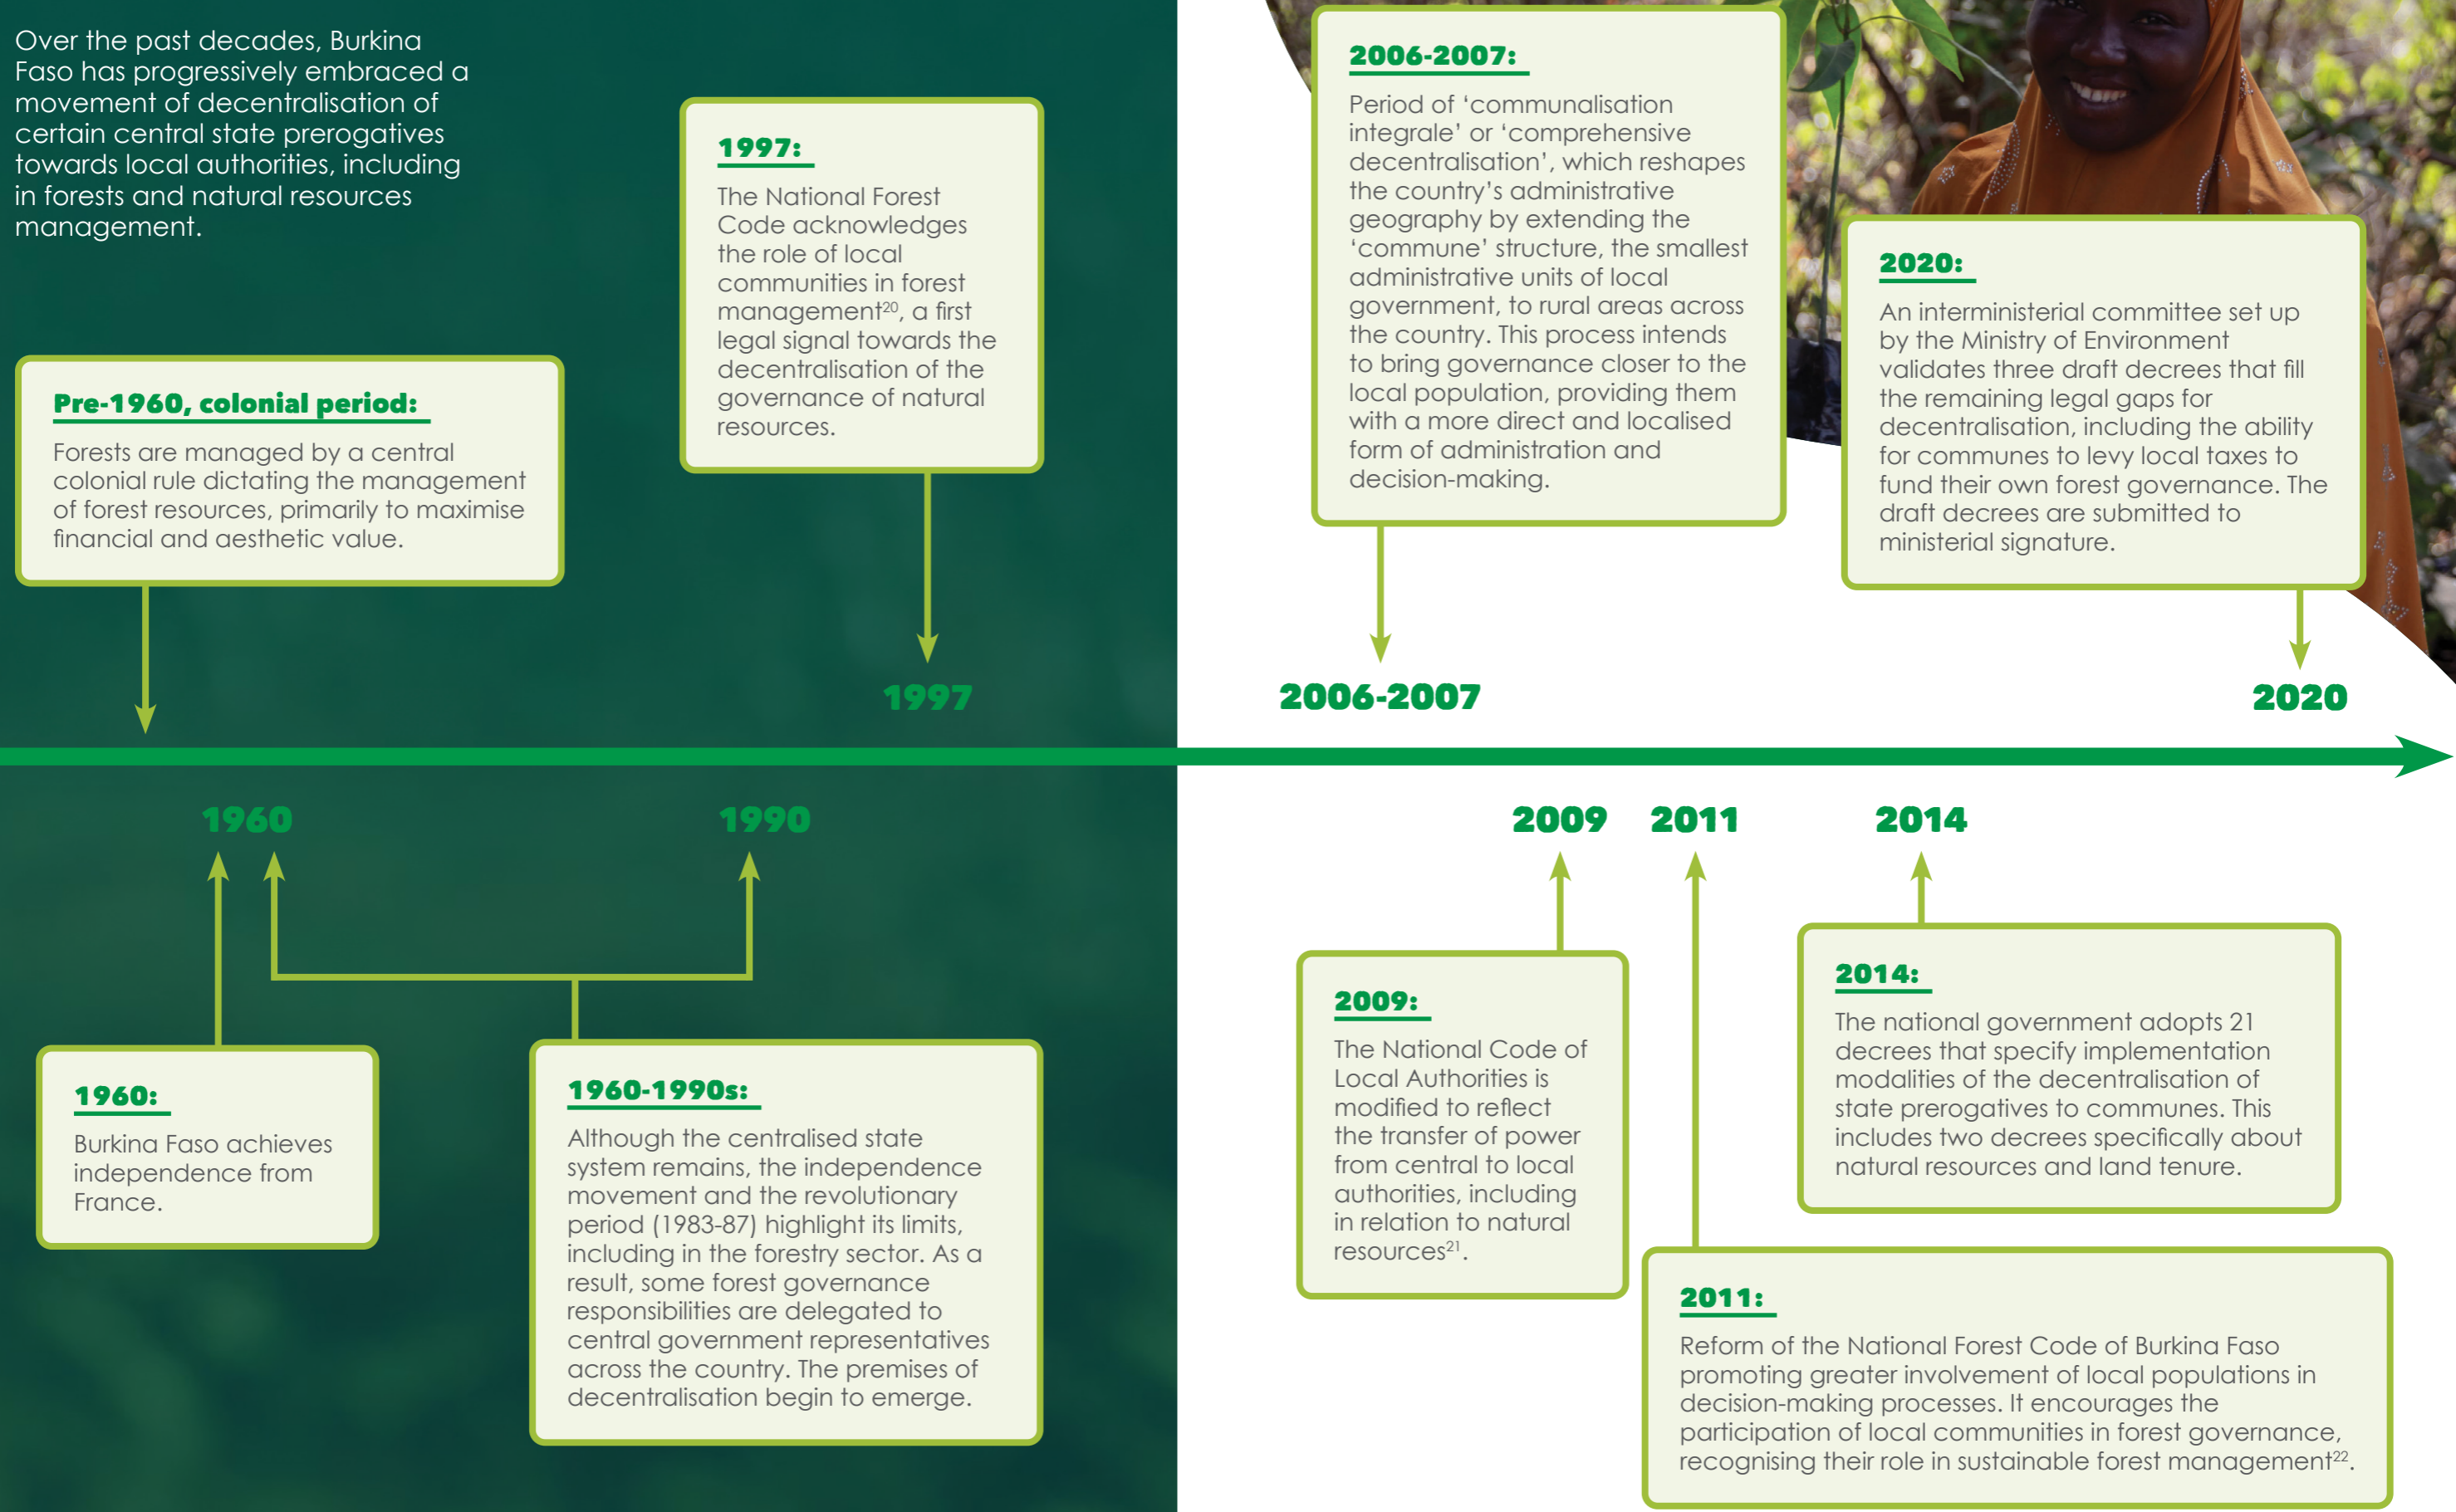 Over the past decades, Burkina
Faso has progressively embraced a
movement of decentralisation of
certain central state prerogatives
towards local authorities, including
in forests and natural resources
management.
Pre-1960, colonial period:
Forests are managed by a central
colonial rule dictating the management
of forest resources, primarily to maximise
financial and aesthetic value.
1997:
The National Forest
Code acknowledges
the role of local
communities in forest
management²⁰, a first
legal signal towards the
decentralisation of the
governance of natural
resources.
2006-2007:
Period of ‘communalisation
integrale’ or ‘comprehensive
decentralisation’, which reshapes
the country’s administrative
geography by extending the
‘commune’ structure, the smallest
administrative units of local
government, to rural areas across
the country. This process intends
to bring governance closer to the
local population, providing them
with a more direct and localised
form of administration and
decision-making.
2020:
An interministerial committee set up
by the Ministry of Environment
validates three draft decrees that fill
the remaining legal gaps for
decentralisation, including the ability
for communes to levy local taxes to
fund their own forest governance. The
draft decrees are submitted to
ministerial signature.
1997
2006-2007
2020
1960
1990
2009
2011
2014
1960:
Burkina Faso achieves
independence from
France.
1960-1990s:
Although the centralised state
system remains, the independence
movement and the revolutionary
period (1983-87) highlight its limits,
including in the forestry sector. As a
result, some forest governance
responsibilities are delegated to
central government representatives
across the country. The premises of
decentralisation begin to emerge.
2009:
The National Code of
Local Authorities is
modified to reflect
the transfer of power
from central to local
authorities, including
in relation to natural
resources²¹.
2014:
The national government adopts 21
decrees that specify implementation
modalities of the decentralisation of
state prerogatives to communes. This
includes two decrees specifically about
natural resources and land tenure.
2011:
Reform of the National Forest Code of Burkina Faso
promoting greater involvement of local populations in
decision-making processes. It encourages the
participation of local communities in forest governance,
recognising their role in sustainable forest management²².